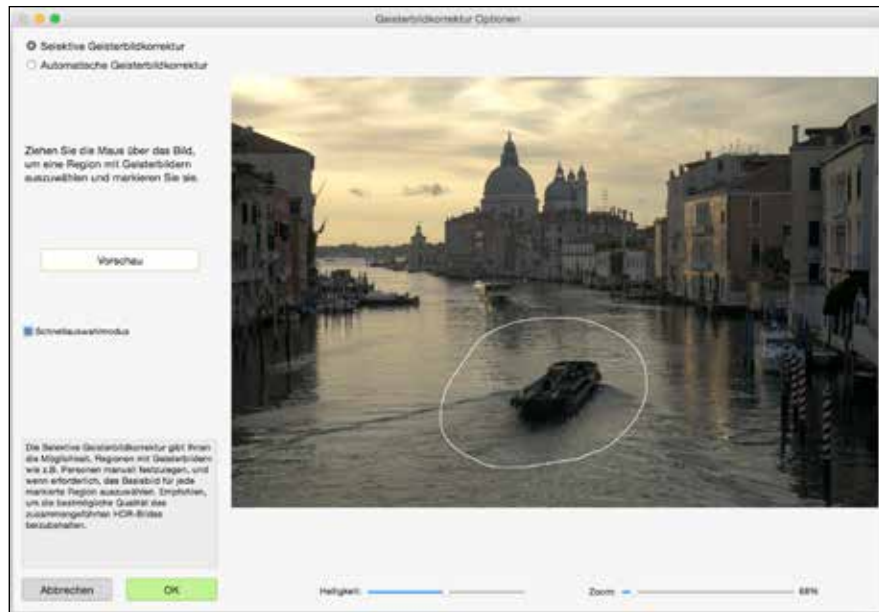 Geisterbildkorrektur Optionen
Selektive Geisterbildkorrektur
Automatische Geisterbildkorrektur
Ziehen Sie die Maus über das Bild,
um eine Region mit Geisterbildern
auszuwählen und markieren Sie sie.
Vorschau
Schnellauswahlmodus
Die Selektive Geisterbildkorrektur gibt Ihnen
die Möglichkeit, Regionen mit Geisterbildern
wie z.B. Personen manuell festzulegen, und
wenn erforderlich, das Basisbild für jede
markierte Region auszuwählen. Empfohlen,
um die bestmögliche Qualität des
zusammengeführten HDR-Bildes
beizubehalten.
Abbrechen
OK
Helligkeit:
Zoom:
68%